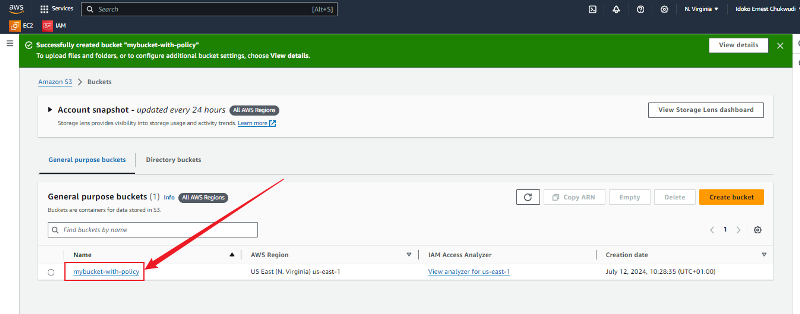 aws Services Search [Alt+S] N. Virginia Idoko Ernest Chukwudi
EC2 IAM
Successfully created bucket "mybucket-with-policy"
To upload files and folders, or to configure additional bucket settings, choose View details.
View details
Amazon S3 > Buckets
Account snapshot - updated every 24 hours All AWS Regions
Storage lens provides visibility into storage usage and activity trends. Learn more
View Storage Lens dashboard
General purpose buckets Directory buckets
General purpose buckets (1) Info All AWS Regions
Buckets are containers for data stored in S3.
Copy ARN Empty Delete Create bucket
Find buckets by name
1
Name AWS Region IAM Access Analyzer Creation date
mybucket-with-policy US East (N. Virginia) us-east-1 View analyzer for us-east-1 July 12, 2024, 10:28:35 (UTC+01:00)